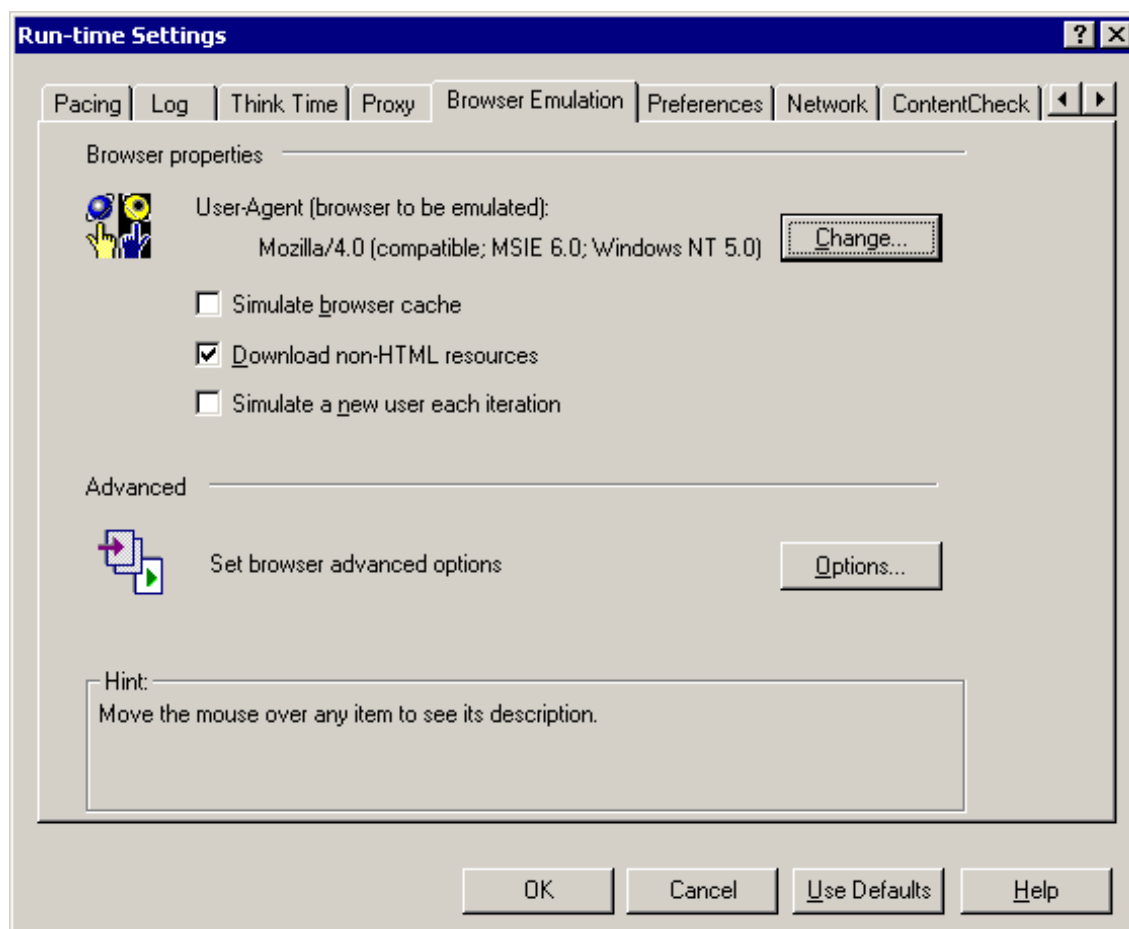 Run-time Settings
Pacing Log Think Time Proxy Browser Emulation Preferences Network ContentCheck
Browser properties
User-Agent (browser to be emulated):
Mozilla/4.0 (compatible; MSIE 6.0; Windows NT 5.0) Change...
Simulate browser cache
Download non-HTML resources
Simulate a new user each iteration
Advanced
Set browser advanced options Options...
Hint:
Move the mouse over any item to see its description.
OK Cancel Use Defaults Help